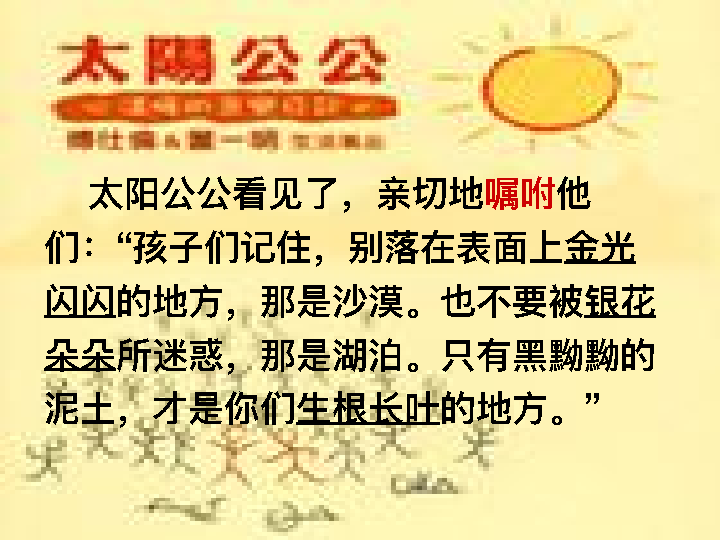 太陽公公
太阳公公看见了，亲切地嘱咐他
们：“孩子们记住，别落在表面上金光
闪闪的地方，那是沙漠。也不要被银花
朵朵所迷惑，那是湖泊。只有黑黝黝的
泥土，才是你们生根长叶的地方。”